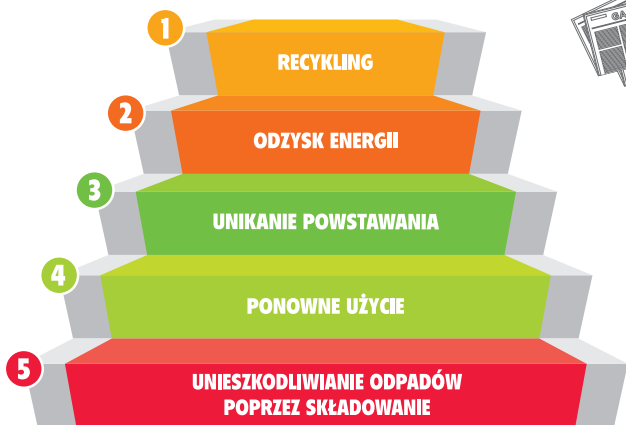 1
RECYKLING
2
ODZYSK ENERGII
3
UNIKANIE POWSTAWANIA
4
PONOWNE UŻYCIE
5
UNIESZKODLIWIANIE ODPADÓW
POPRZEZ SKŁADOWANIE